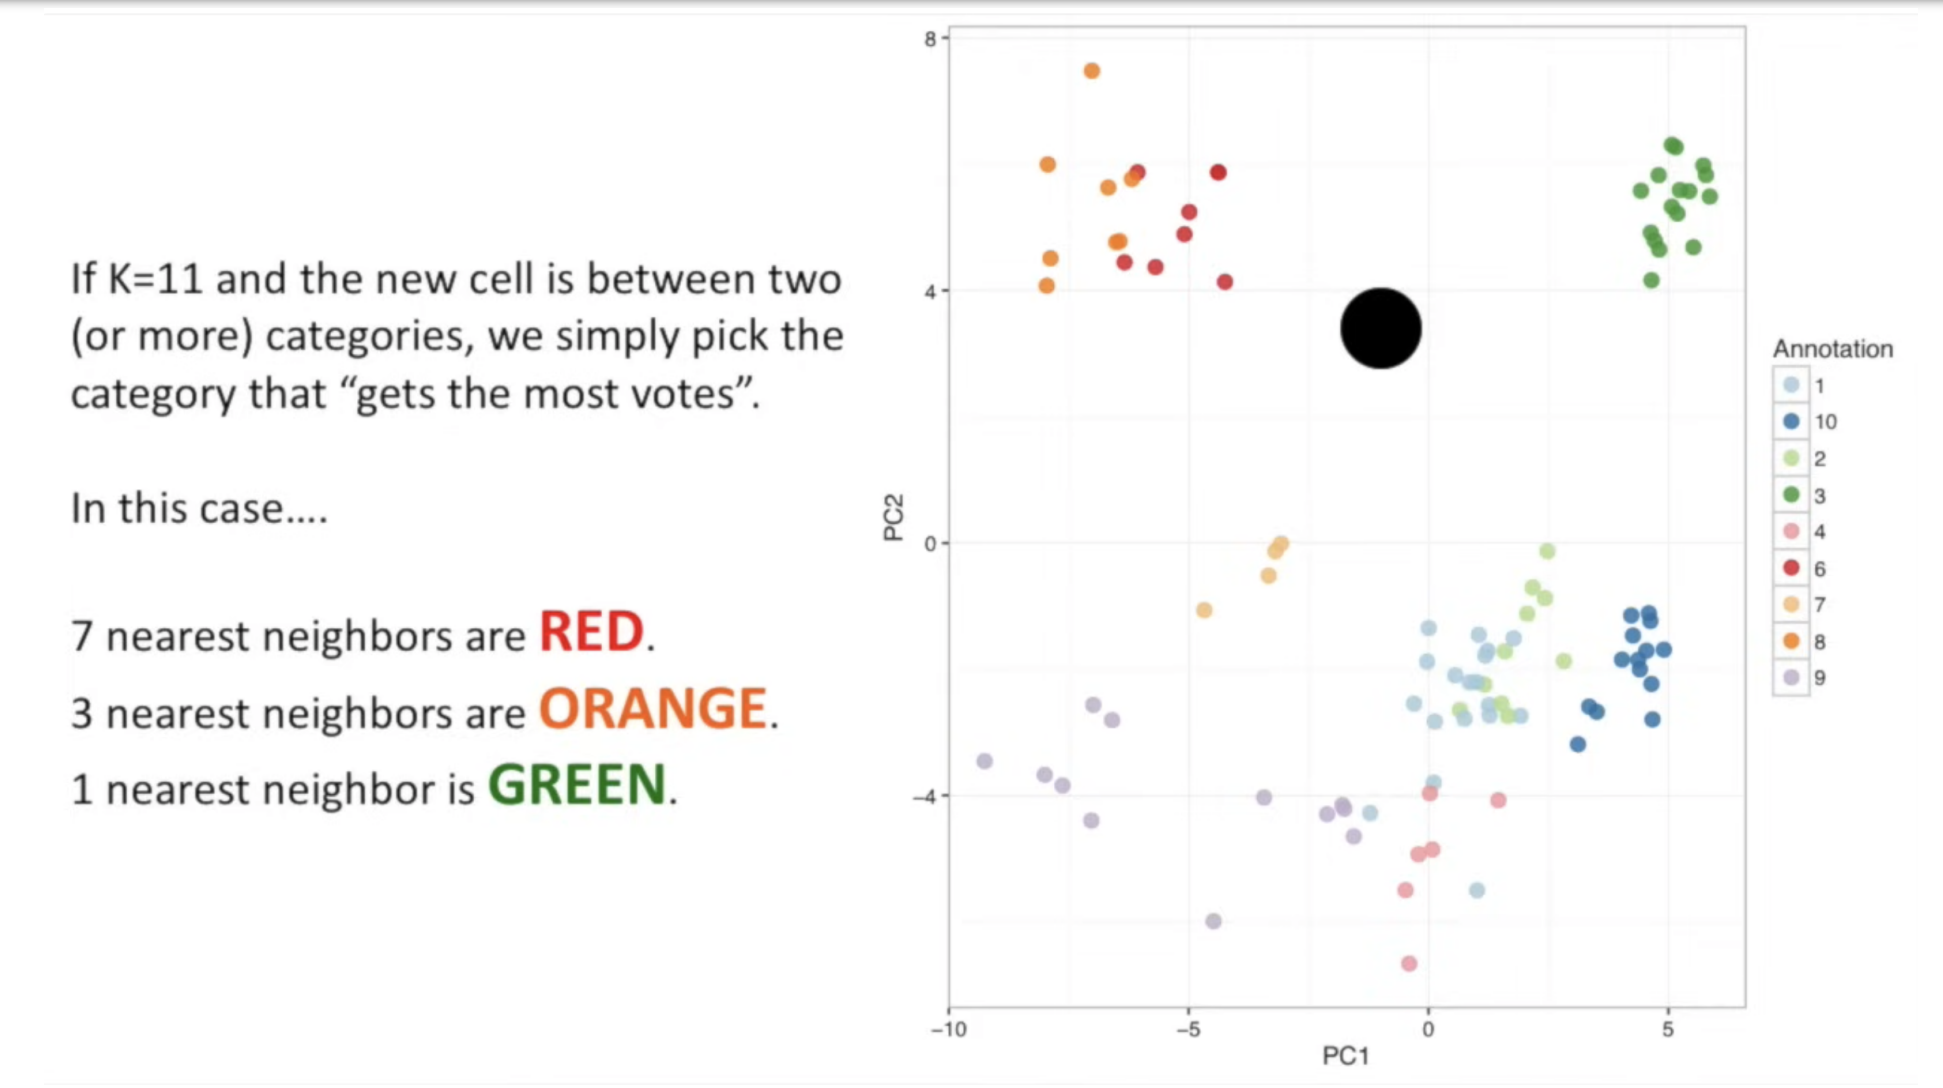 If K=11 and the new cell is between two
(or more) categories, we simply pick the
category that “gets the most votes”.
In this case....
7 nearest neighbors are RED.
3 nearest neighbors are ORANGE.
1 nearest neighbor is GREEN.
8
4
0
−4
PC2
−10
−5
0
5
PC1
Annotation
1
10
2
3
4
6
7
8
9